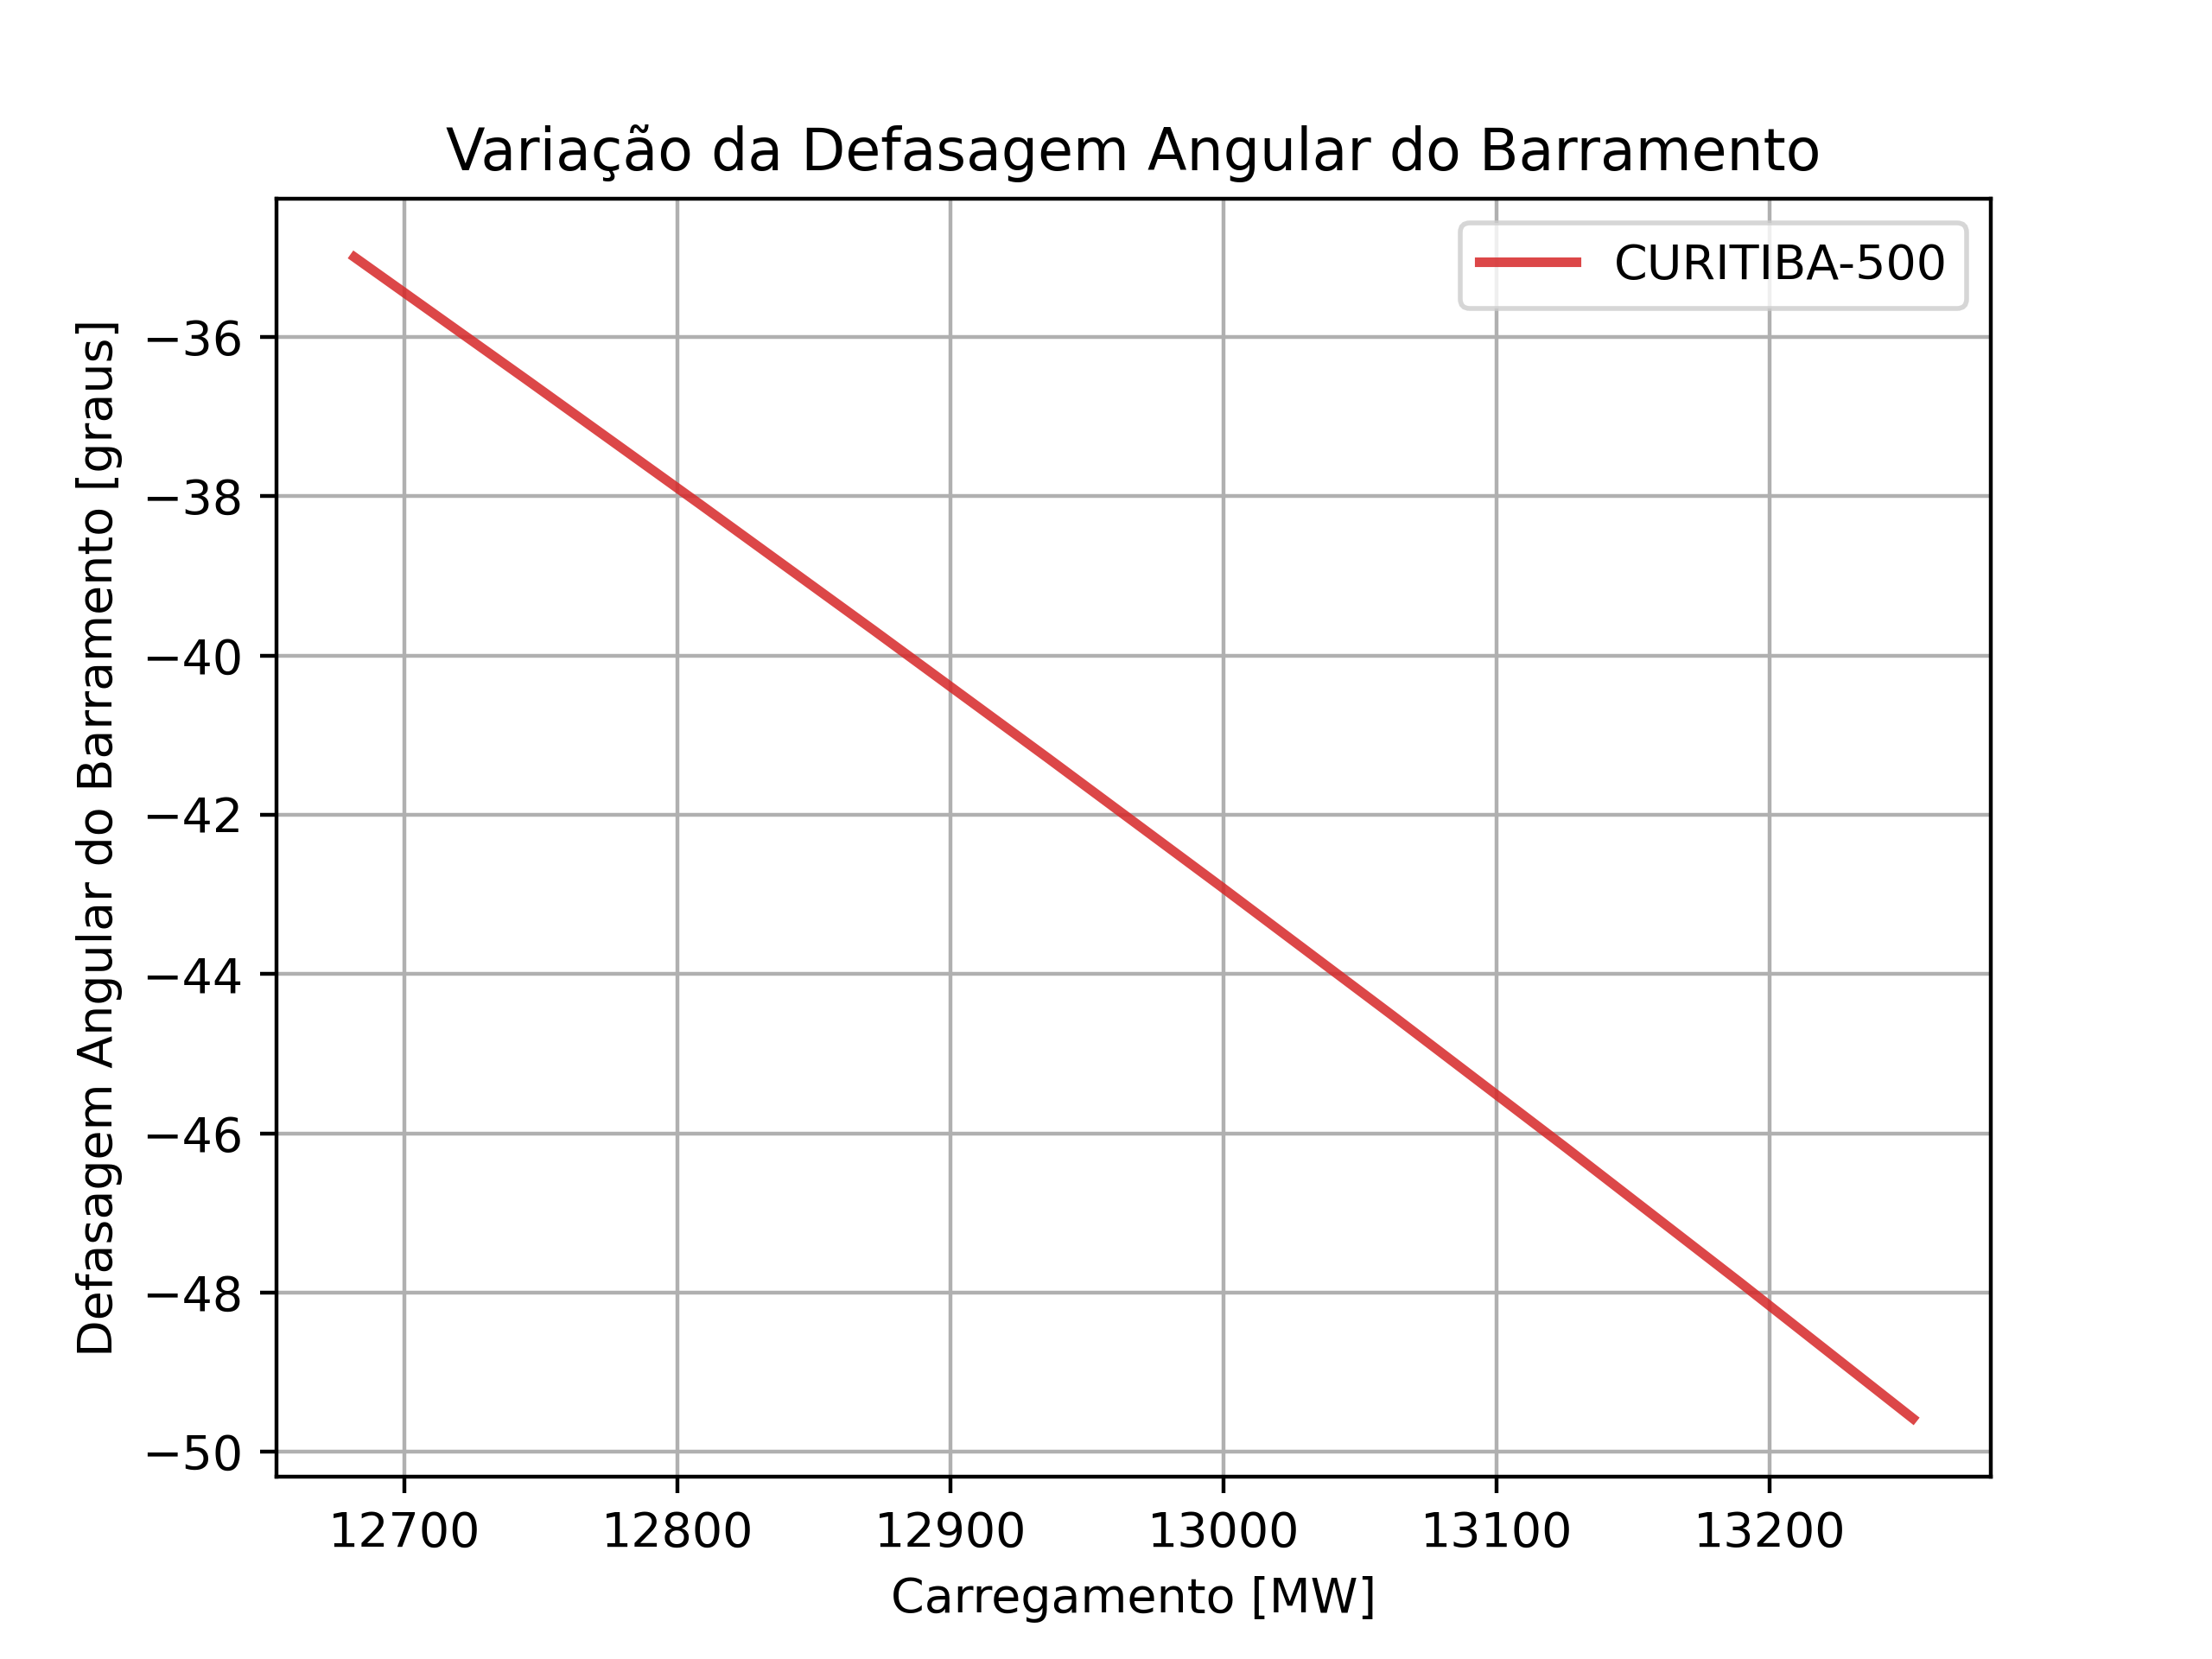 Variação da Defasagem Angular do Barramento
CURITIBA-500
Defasagem Angular do Barramento [graus]
−36
−38
−40
−42
−44
−46
−48
−50
12700 12800 12900 13000 13100 13200
Carregamento [MW]